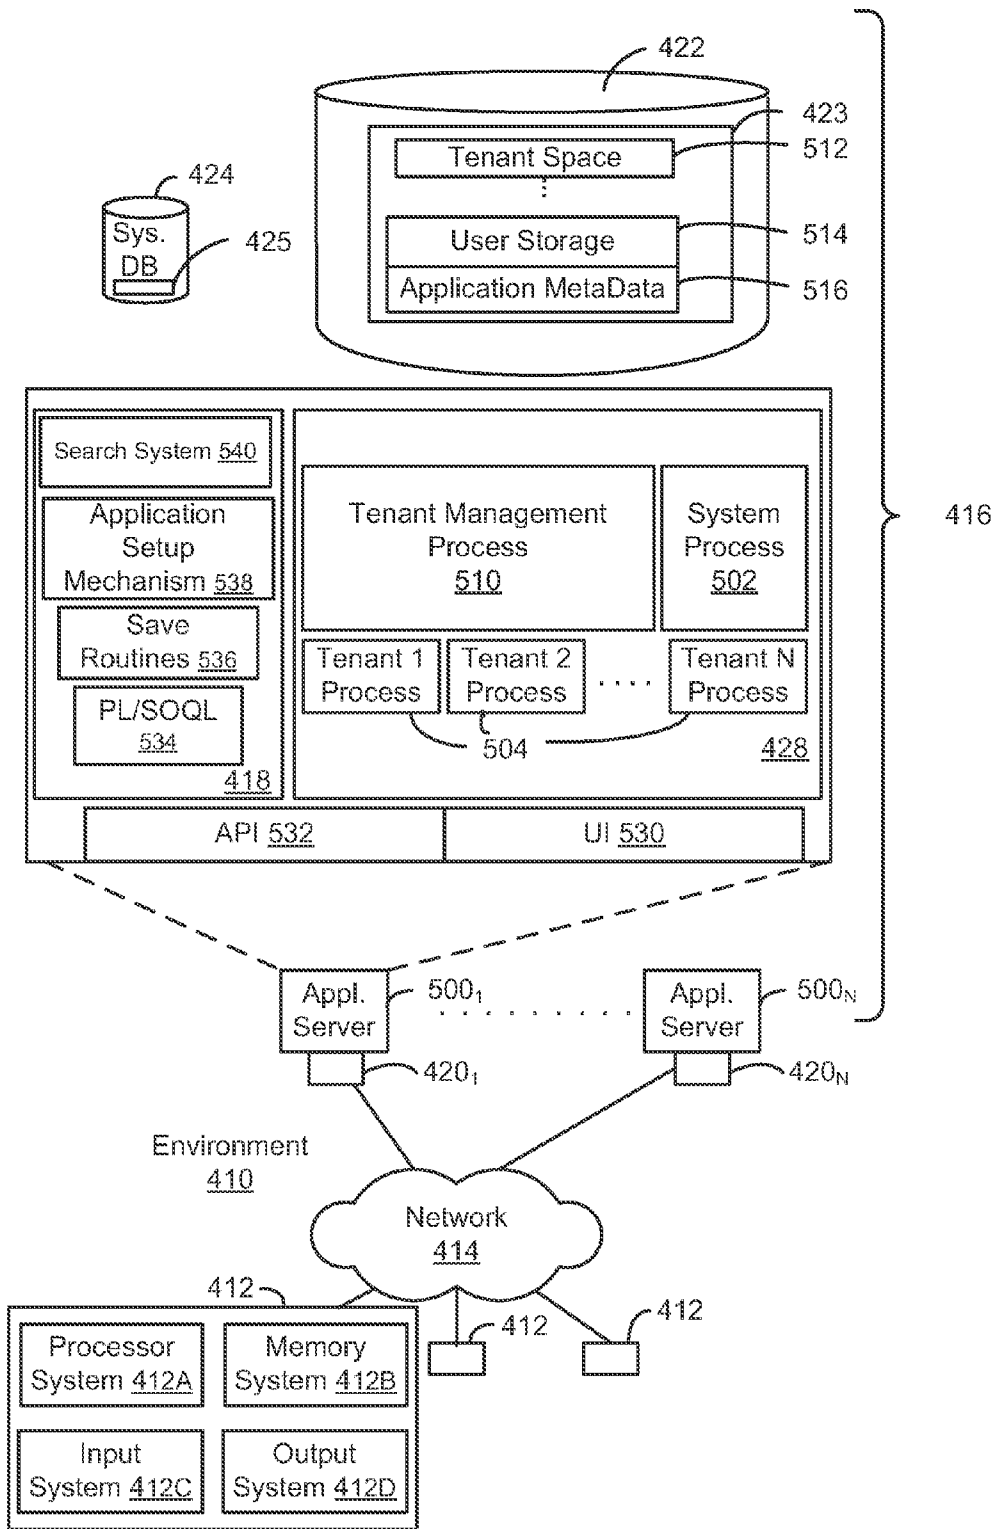 422
423
Tenant Space
512
424
Sys.
DB
425
User Storage
514
Application MetaData
516
Search System 540
Application
Setup
Mechanism 538
Save
Routines 536
PL/SOQL
534
418
Tenant Management
Process
510
System
Process
502
Tenant 1
Process
Tenant 2
Process
Tenant N
Process
504
428
416
API 532
UI 530
Appl.
Server
500₁
Appl.
Server
500N
420₁
420N
Environment
410
Network
414
412
412
412
Processor
System 412A
Memory
System 412B
Input
System 412C
Output
System 412D